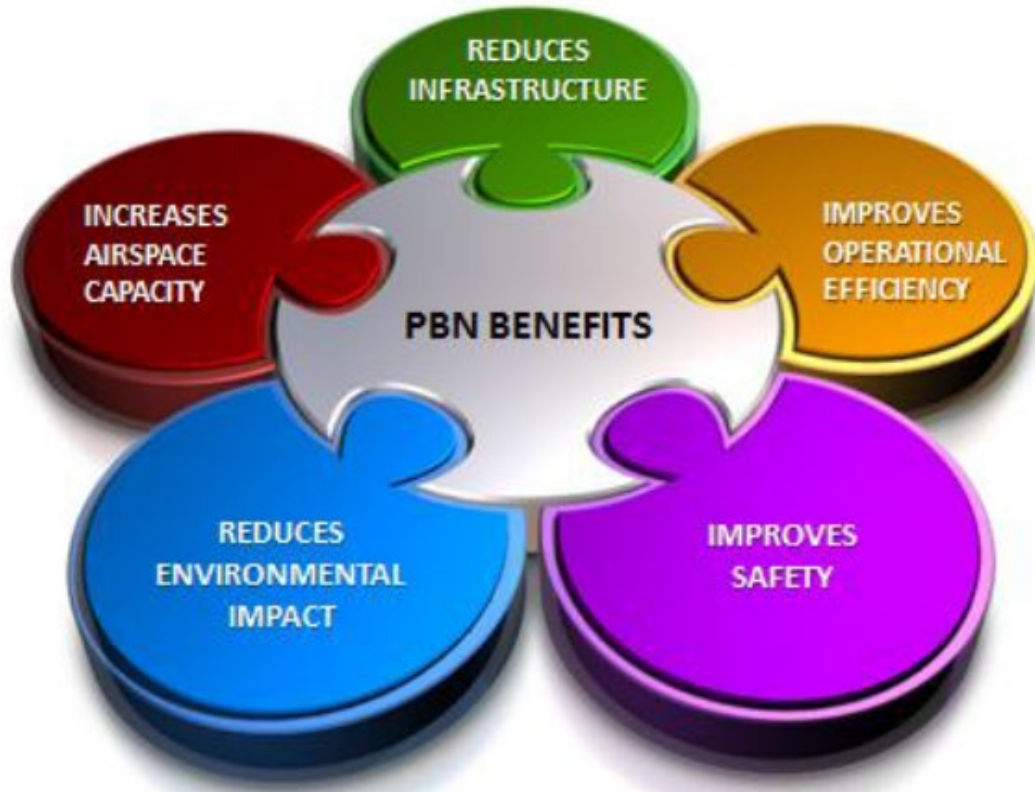 REDUCES
INFRASTRUCTURE
INCREASES
AIRSPACE
CAPACITY
IMPROVES
OPERATIONAL
EFFICIENCY
PBN BENEFITS
REDUCES
ENVIRONMENTAL
IMPACT
IMPROVES
SAFETY